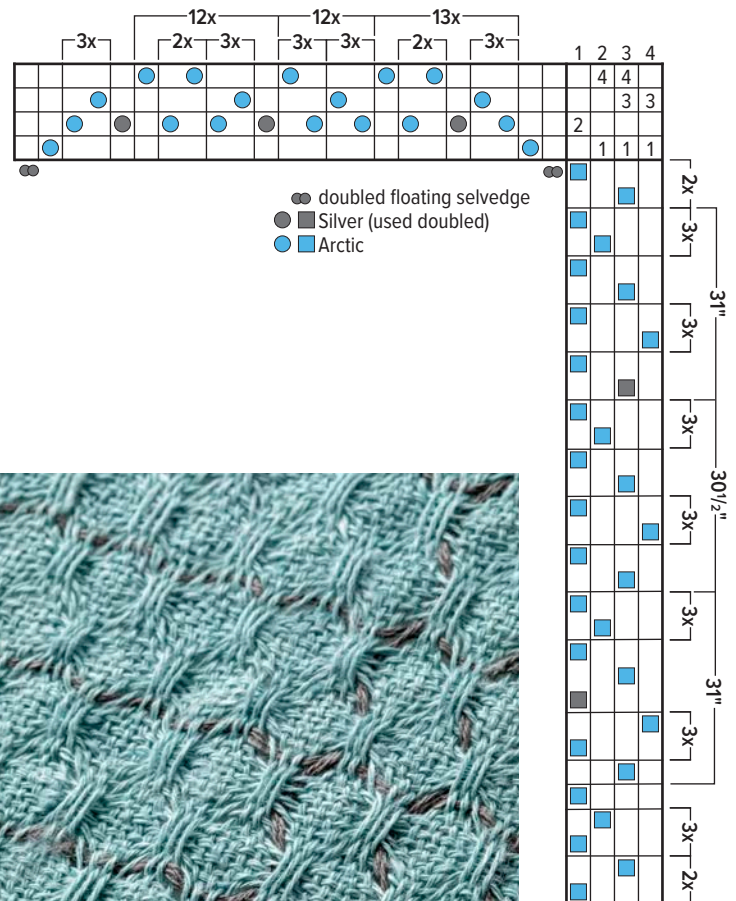 12x 12x 13x
3x 2x 3x 3x 3x 2x 3x
1 2 3 4
4 4
3 3
2
1 1 1
doubled floating selvedge
Silver (used doubled)
Arctic
2x
3x
31"
3x
3x
30½"
3x
3x
31"
3x
3x
2x